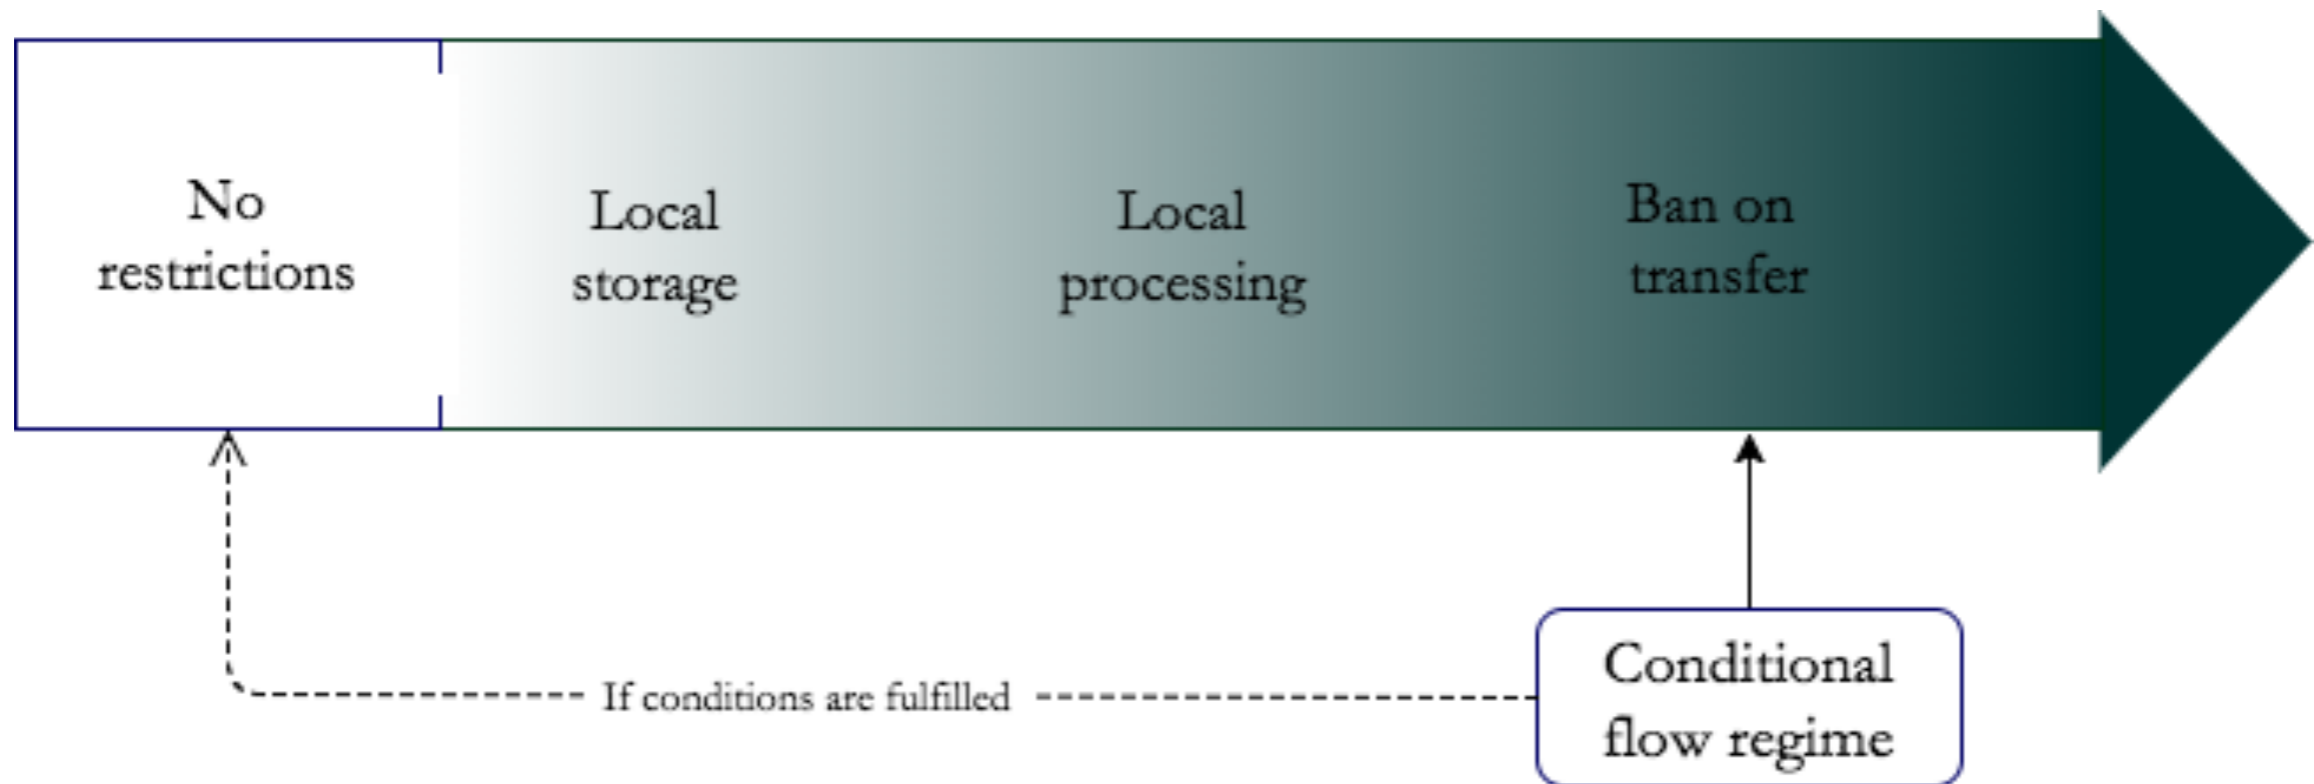 No
restrictions
Local
storage
Local
processing
Ban on
transfer
If conditions are fulfilled
Conditional
flow regime